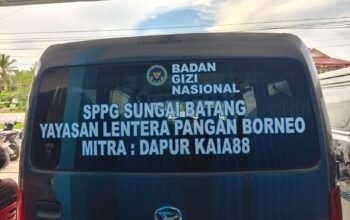 BADAN
GIZI
NASIONAL
SPPG SUNGAI BATANG
YAYASAN LENTERA PANGAN BORNEO
MITRA : DAPUR KAIA88